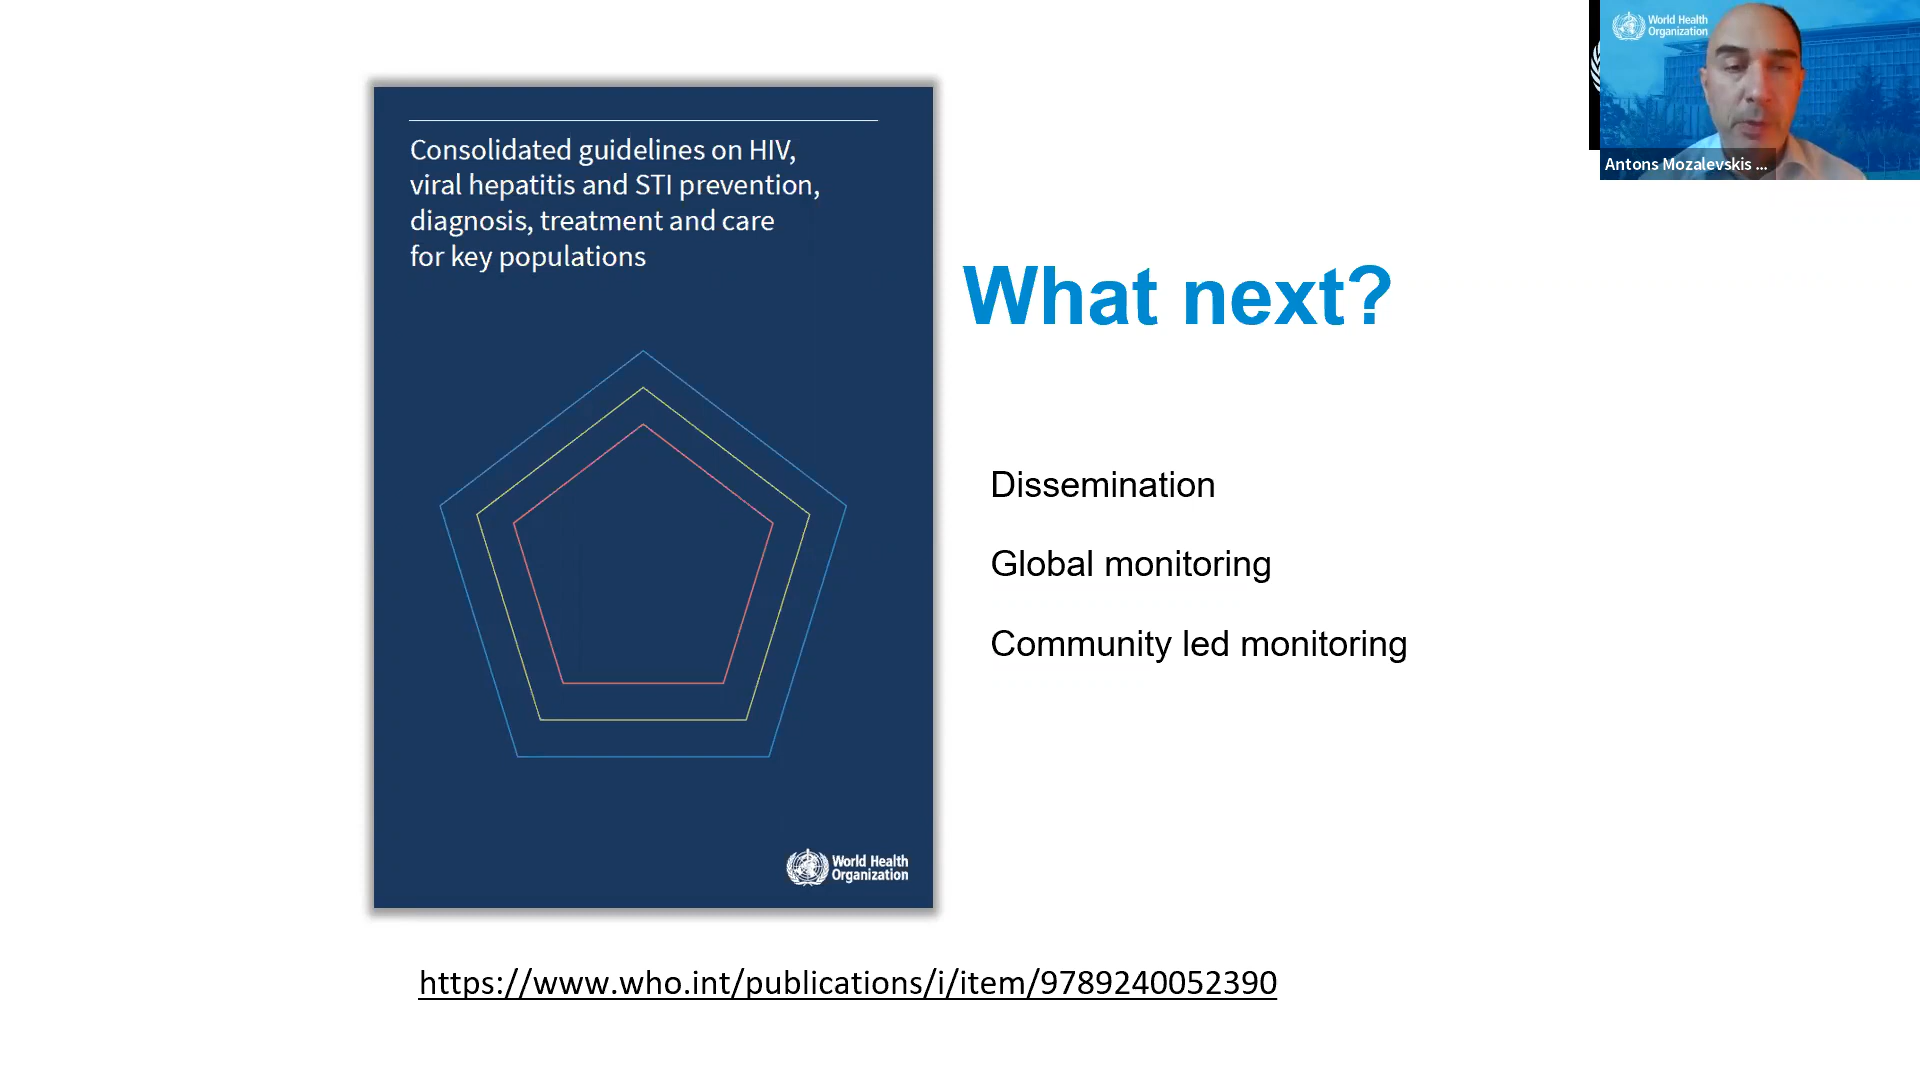 Consolidated guidelines on HIV,
viral hepatitis and STI prevention,
diagnosis, treatment and care
for key populations
World Health
Organization
What next?
Dissemination
Global monitoring
Community led monitoring
https://www.who.int/publications/i/item/9789240052390
World Health
Organization
Antons Mozalevskis ...